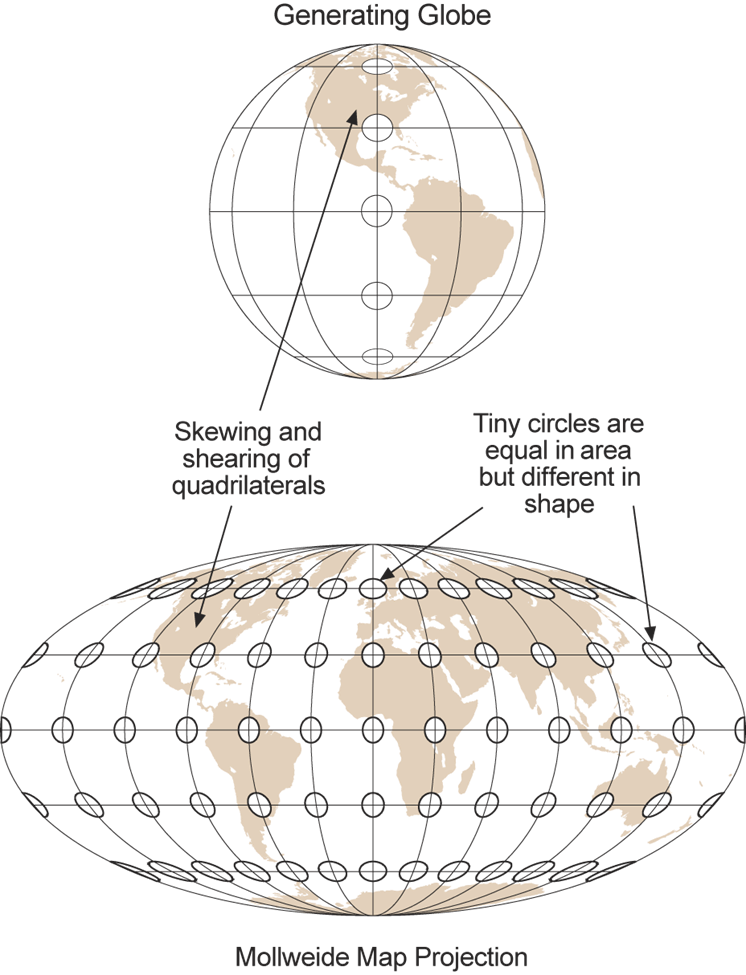 Generating Globe
Skewing and
shearing of
quadrilaterals
Tiny circles are
equal in area
but different in
shape
Mollweide Map Projection